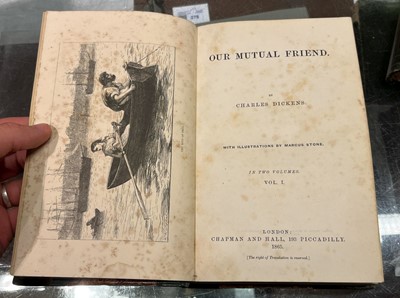 OUR MUTUAL FRIEND.
BY
CHARLES DICKENS.
WITH ILLUSTRATIONS BY MARCUS STONE.
IN TWO VOLUMES.
VOL. I.
LONDON:
CHAPMAN AND HALL, 193 PICCADILLY.
1865.
[The right of Translation is reserved.]